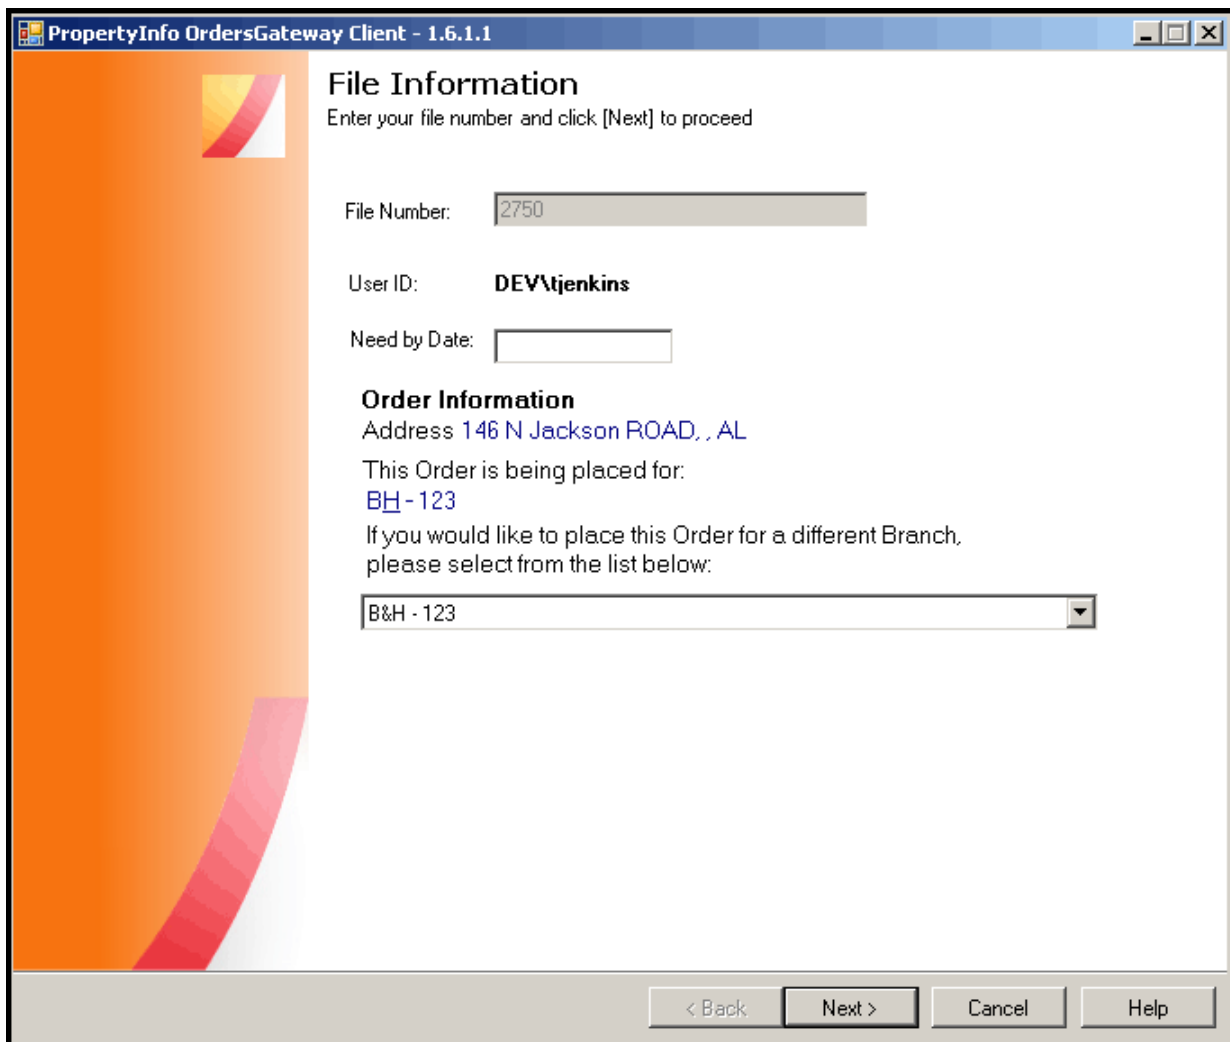 PropertyInfo OrdersGateway Client - 1.6.1.1
File Information
Enter your file number and click [Next] to proceed
File Number: 2750
User ID: DEV\tjenkins
Need by Date:
Order Information
Address 146 N Jackson ROAD, , AL
This Order is being placed for:
BH - 123
If you would like to place this Order for a different Branch,
please select from the list below:
B&H - 123
< Back Next > Cancel Help